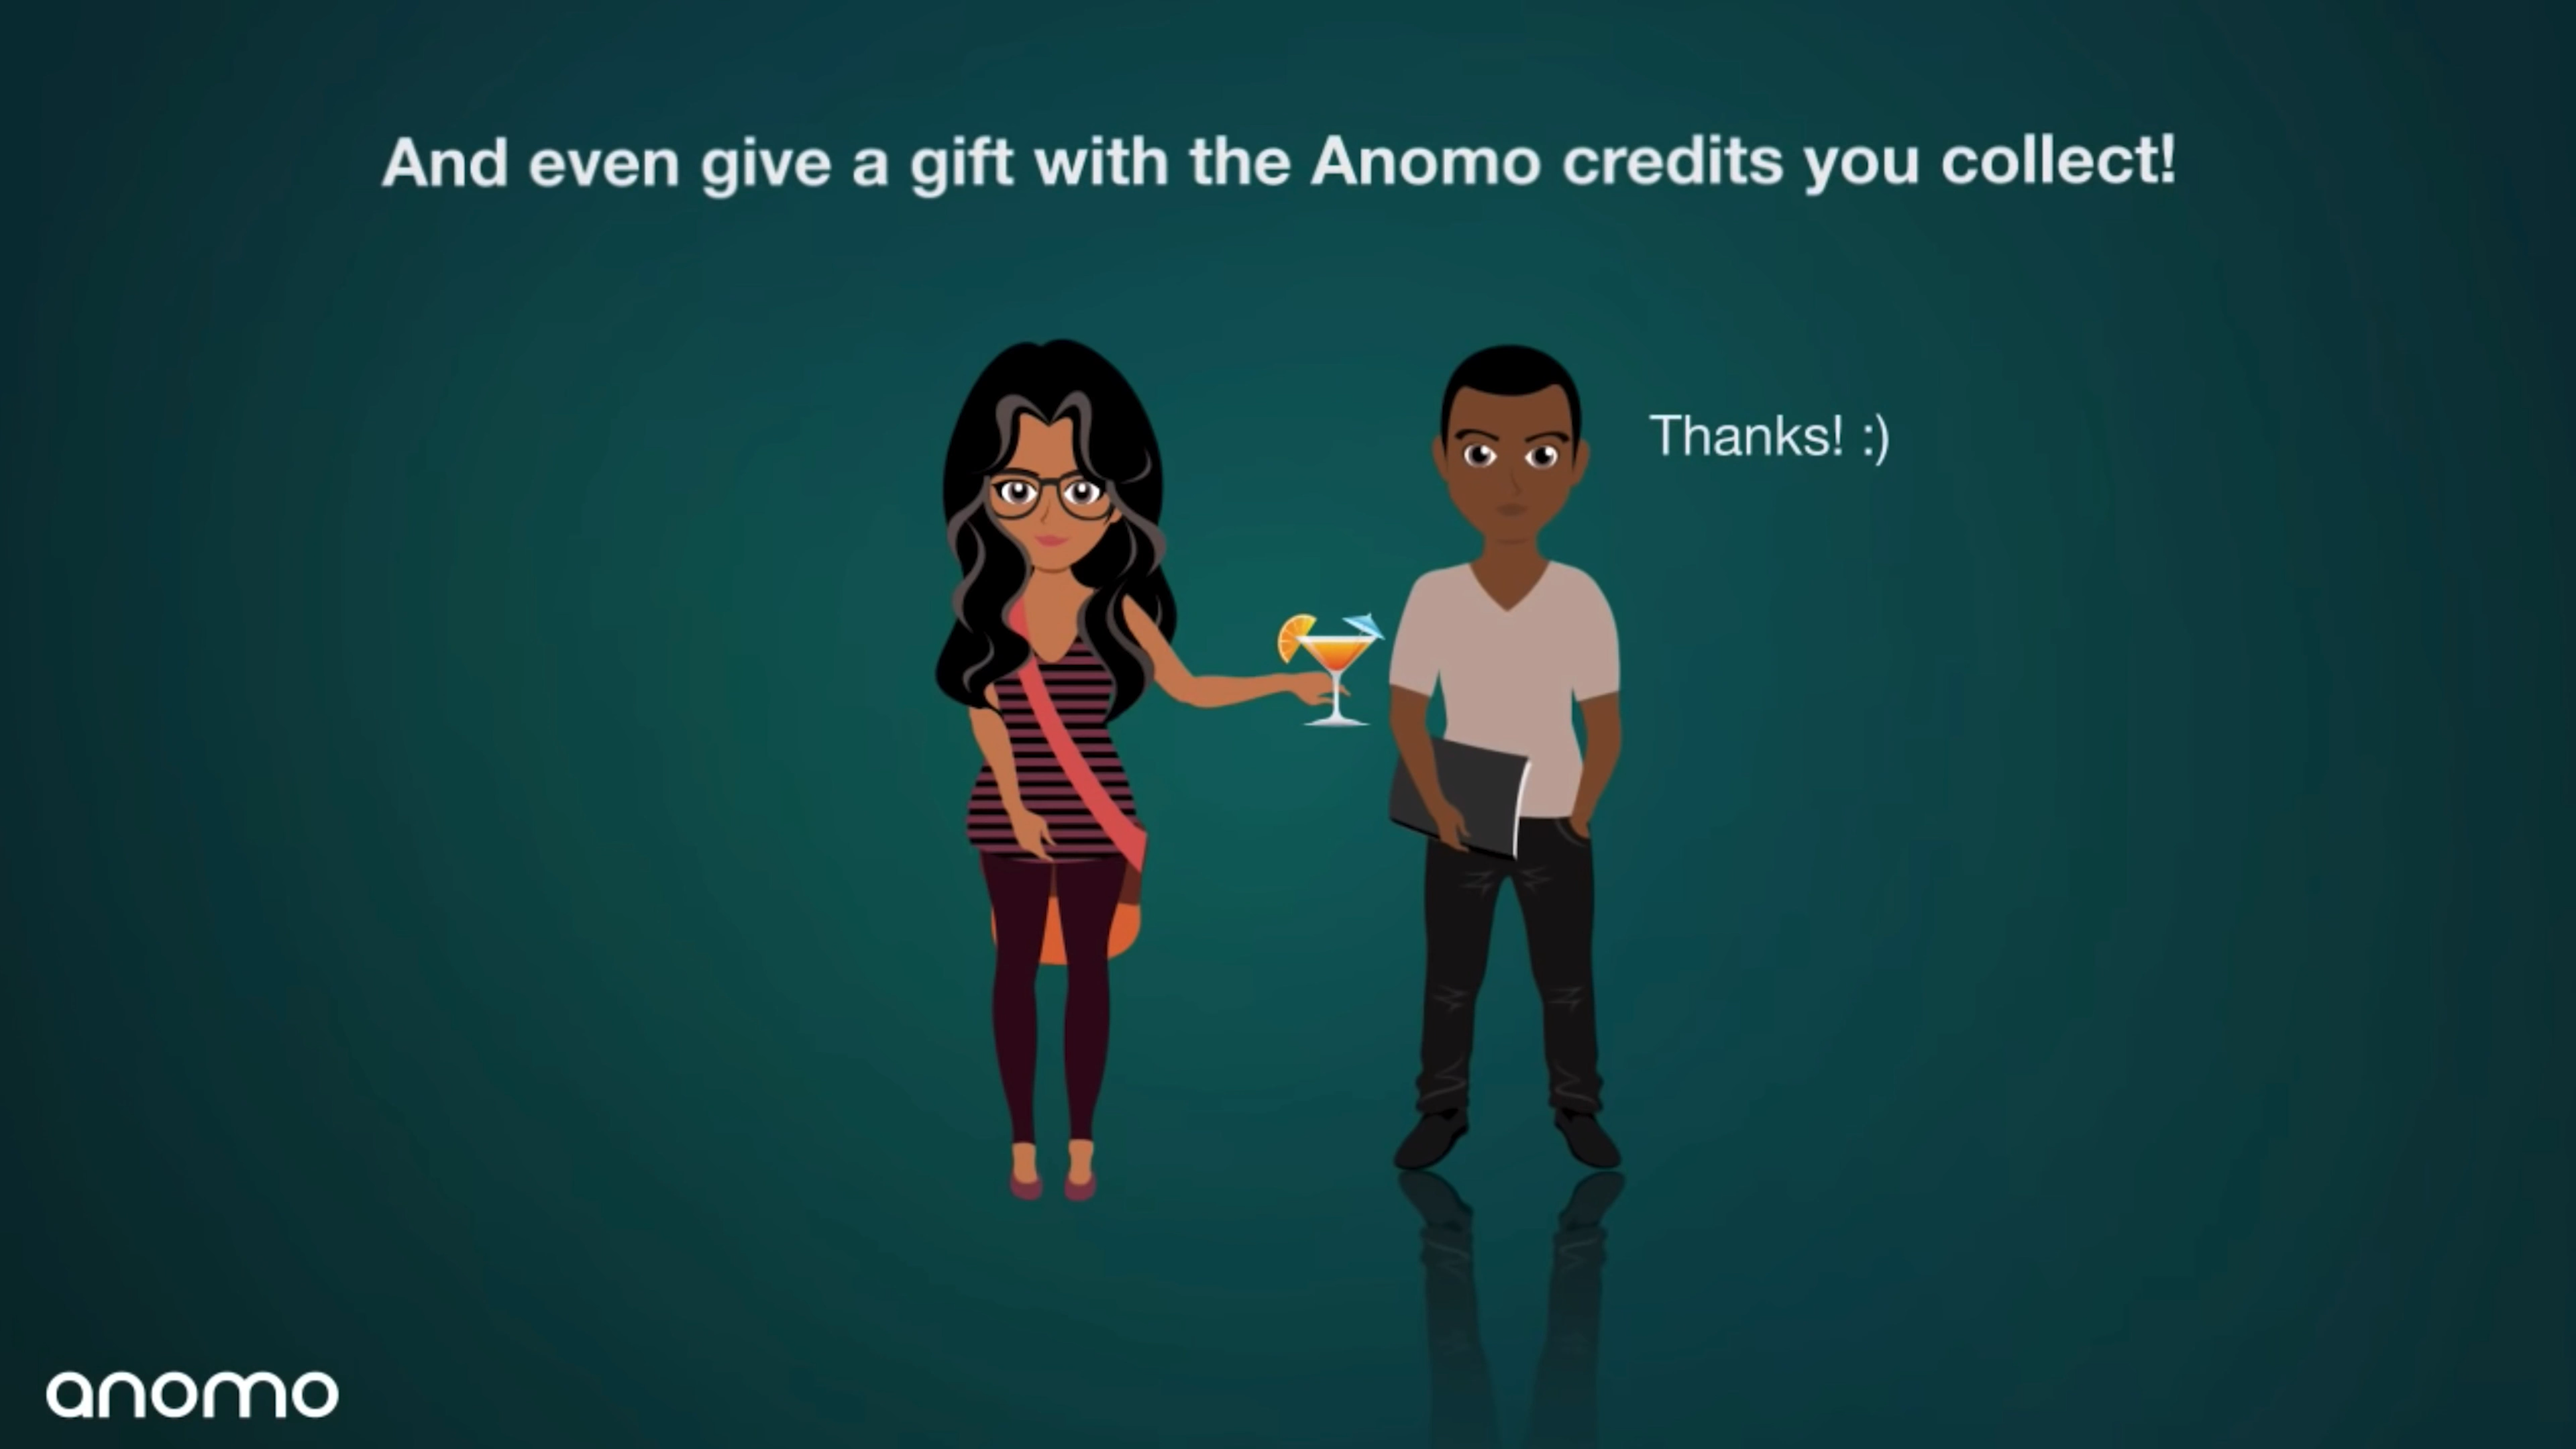 And even give a gift with the Anomo credits you collect!
Thanks! :)
anomo